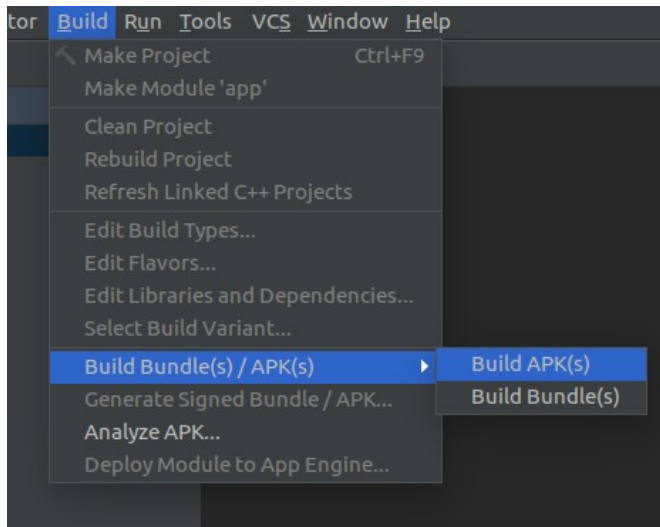 tor Build Run Tools VCS Window Help
Make Project Ctrl+F9
Make Module 'app'
Clean Project
Rebuild Project
Refresh Linked C++ Projects
Edit Build Types...
Edit Flavors...
Edit Libraries and Dependencies...
Select Build Variant...
Build Bundle(s) / APK(s) Build APK(s)
Generate Signed Bundle / APK... Build Bundle(s)
Analyze APK...
Deploy Module to App Engine...